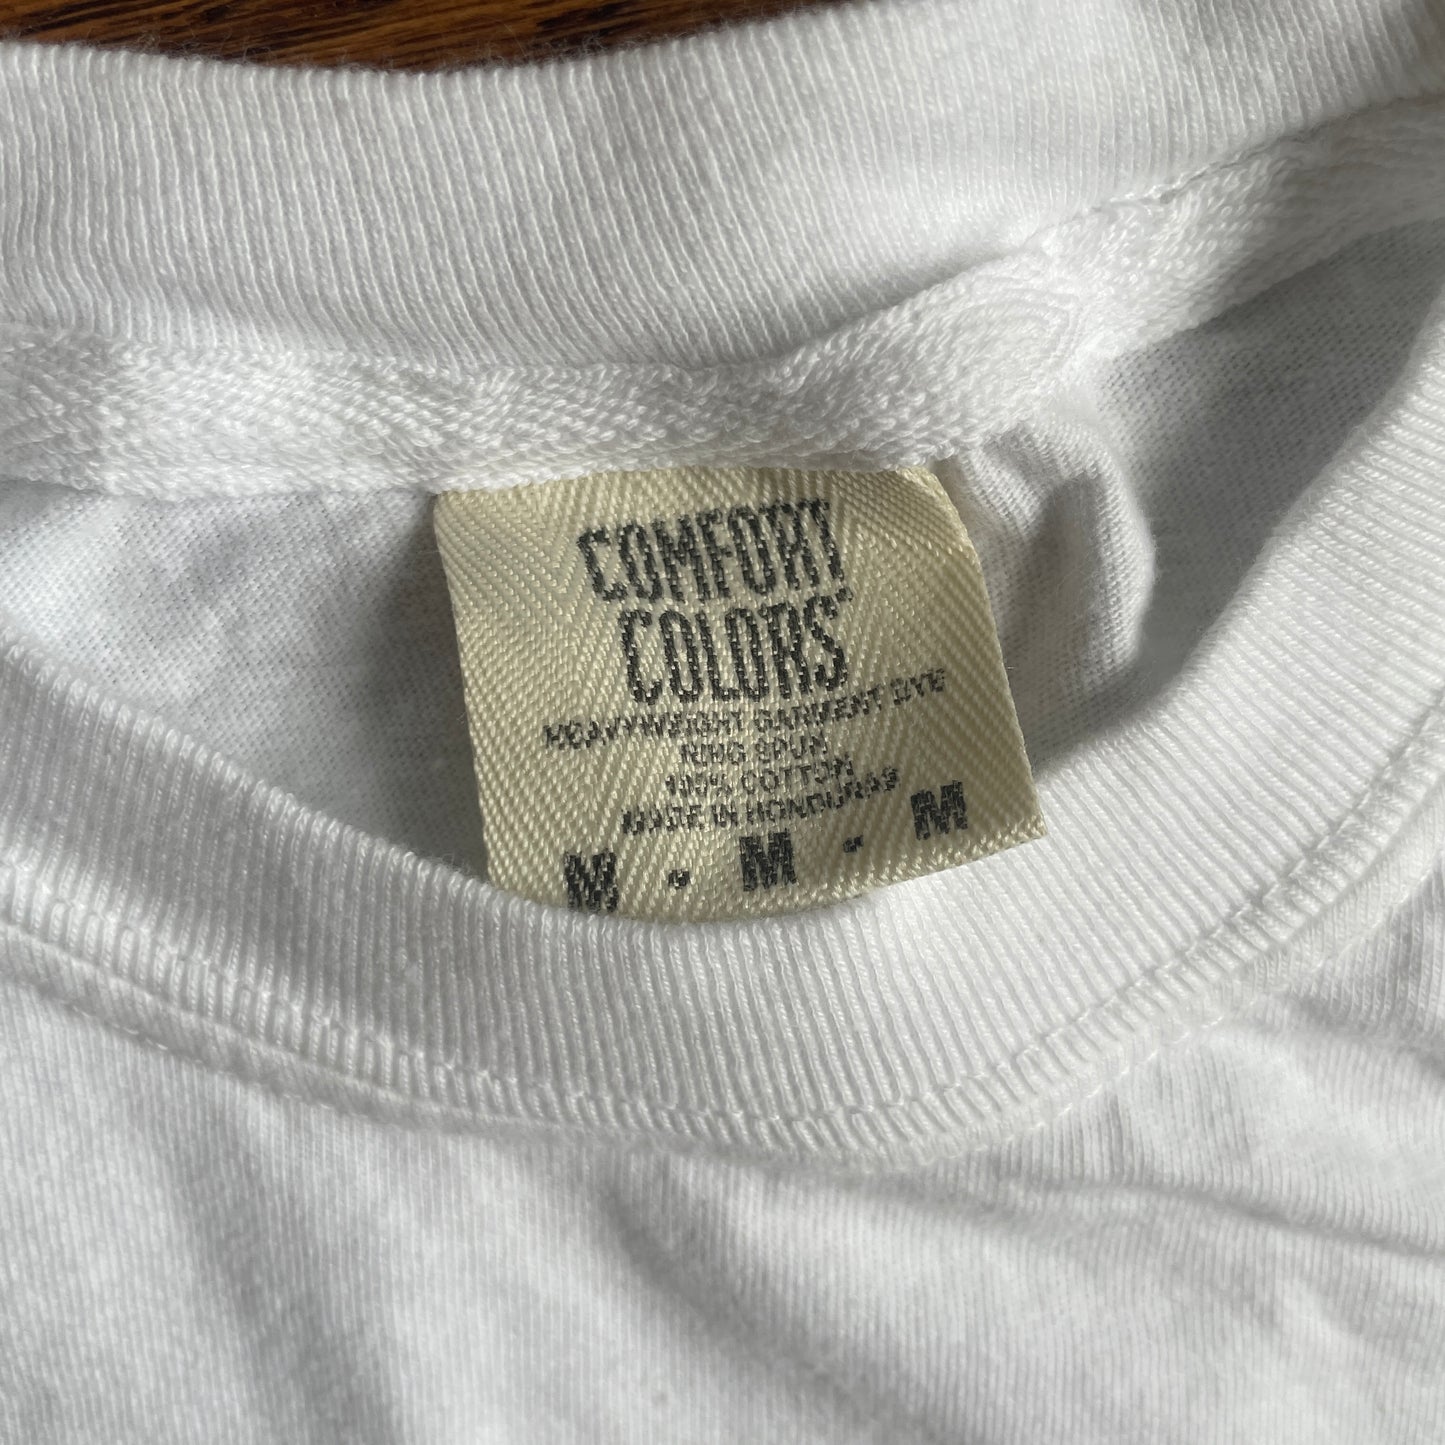 COMFORT
COLORS
HEAVYWEIGHT GARMENT DYE
RING SPUN
100% COTTON
MADE IN HONDURAS
M · M · M